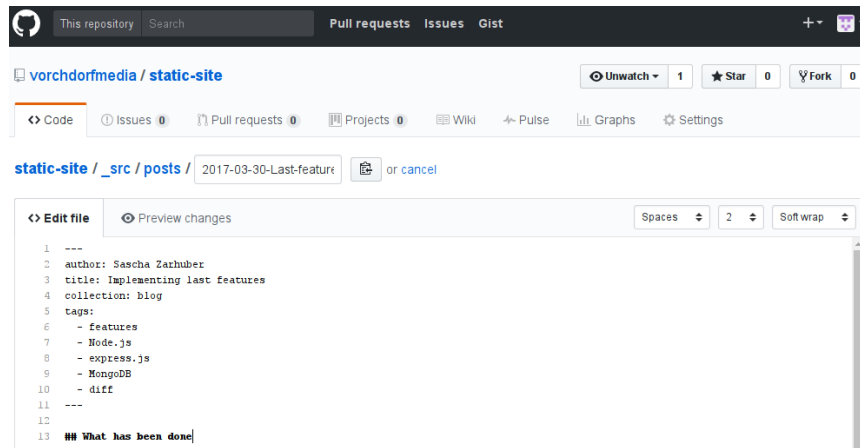 This repository Search Pull requests Issues Gist
vorchdorfmedia / static-site Unwatch 1 Star 0 Fork 0
Code Issues 0 Pull requests 0 Projects 0 Wiki Pulse Graphs Settings
static-site / _src / posts / 2017-03-30-Last-feature or cancel
<> Edit file Preview changes Spaces 2 Soft wrap
1 ---
2 author: Sascha Zarhuber
3 title: Implementing last features
4 collection: blog
5 tags:
6 - features
7 - Node.js
8 - express.js
9 - MongoDB
10 - diff
11 ---
12
13 ## What has been done